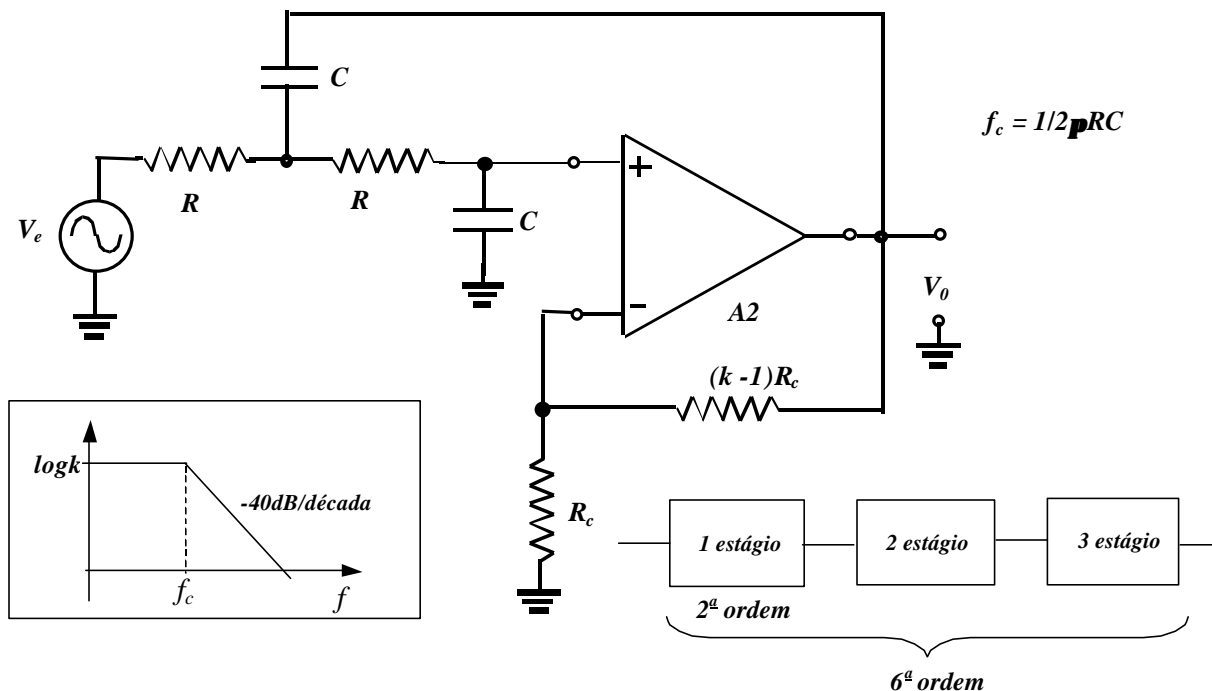 C
f_c = 1/2pRC
R
R
C
V_e
+
-
A2
V_0
(k -1)R_c
logk
-40dB/década
f_c
f
R_c
1 estágio
2 estágio
3 estágio
2ª ordem
6ª ordem